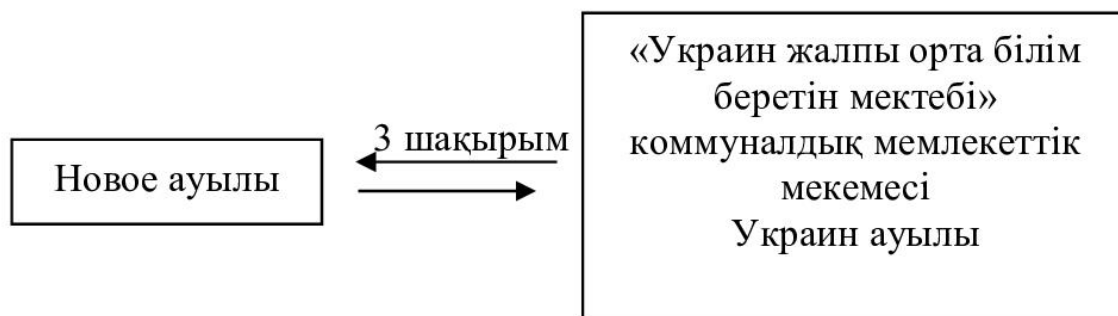 Новое ауылы
3 шақырым
«Украин жалпы орта білім
беретін мектебі»
коммуналдық мемлекеттік
мекемесі
Украин ауылы